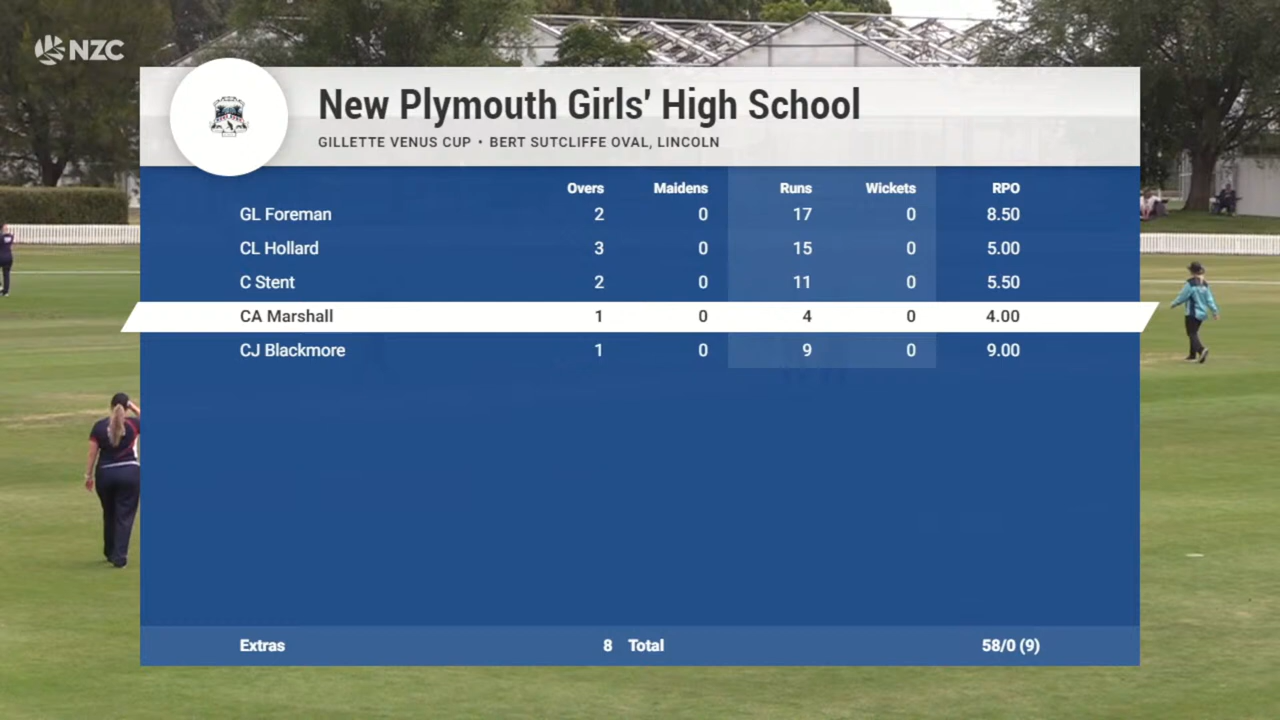 NZC
New Plymouth Girls' High School
GILLETTE VENUS CUP • BERT SUTCLIFFE OVAL, LINCOLN
Overs Maidens Runs Wickets RPO
GL Foreman 2 0 17 0 8.50
CL Hollard 3 0 15 0 5.00
C Stent 2 0 11 0 5.50
CA Marshall 1 0 4 0 4.00
CJ Blackmore 1 0 9 0 9.00
Extras 8 Total 58/0 (9)